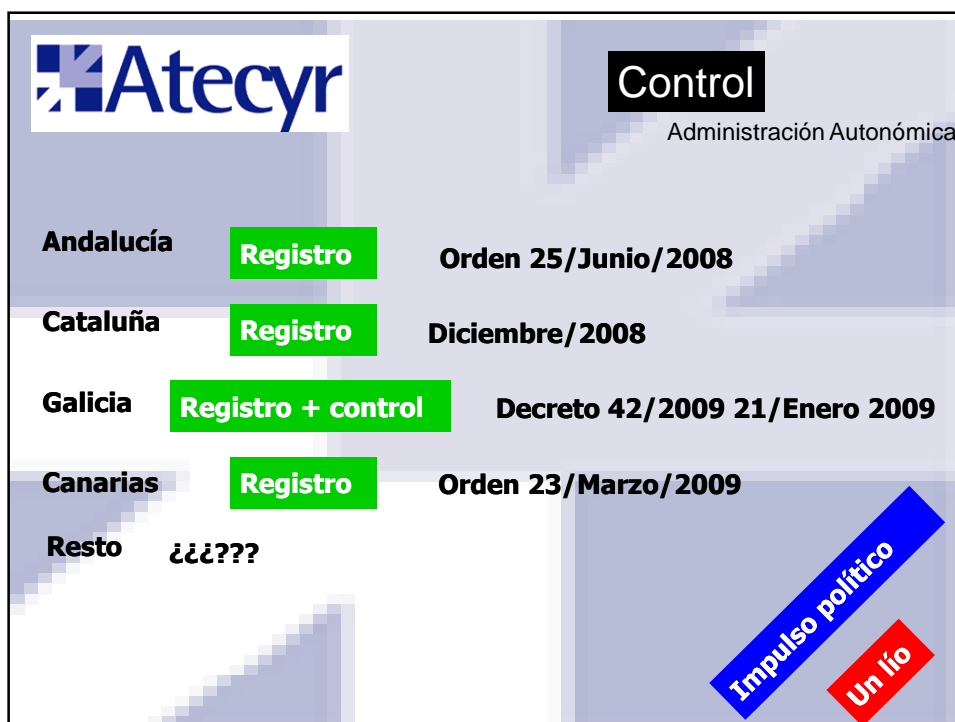 Atecyr
Control
Administración Autonómica
Andalucía Registro Orden 25/Junio/2008
Cataluña Registro Diciembre/2008
Galicia Registro + control Decreto 42/2009 21/Enero 2009
Canarias Registro Orden 23/Marzo/2009
Resto ¿¿¿???
Impulso político
Un lío